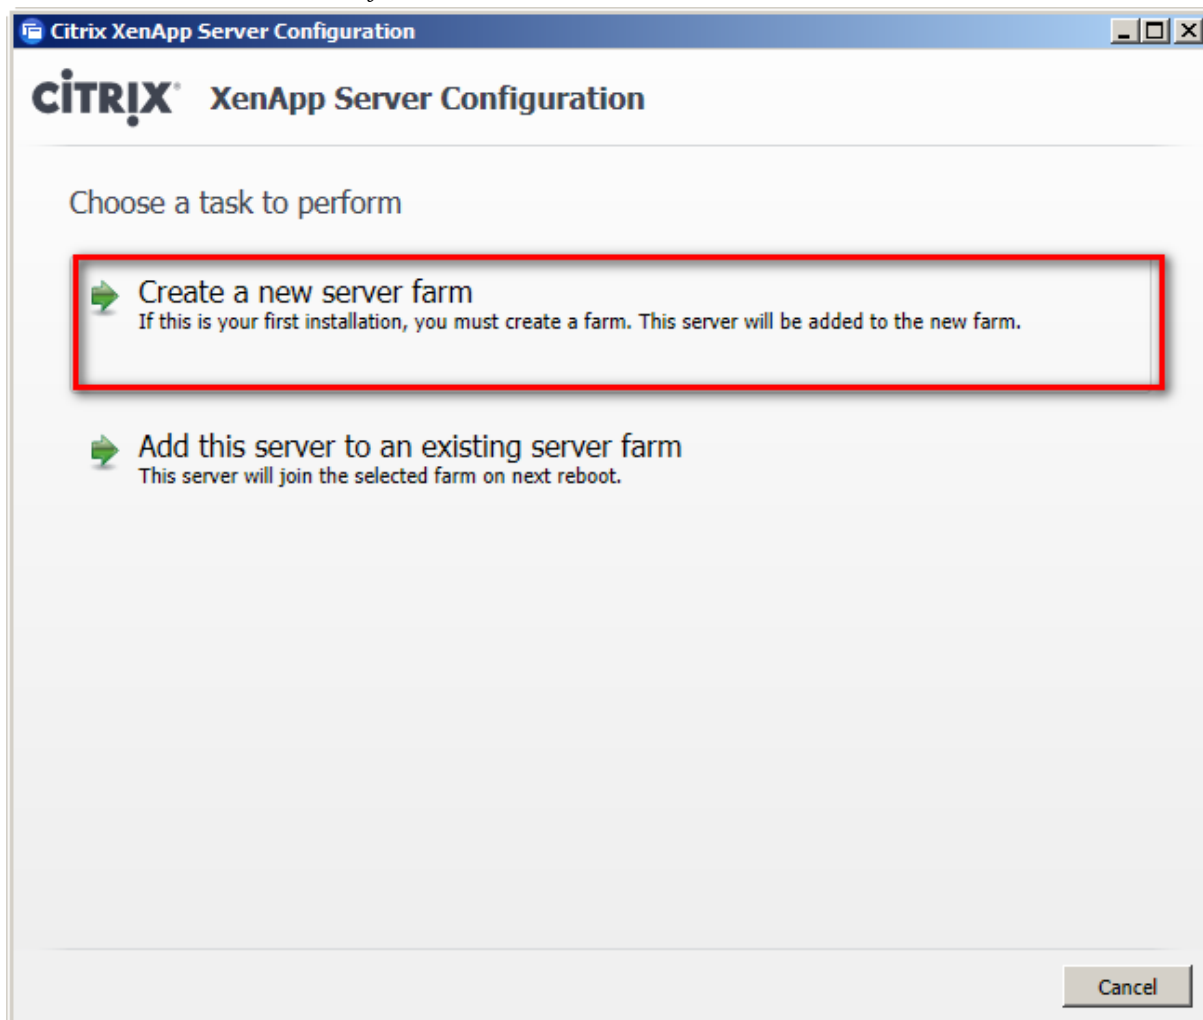 Citrix XenApp Server Configuration
CITRIX XenApp Server Configuration
Choose a task to perform
Create a new server farm
If this is your first installation, you must create a farm. This server will be added to the new farm.
Add this server to an existing server farm
This server will join the selected farm on next reboot.
Cancel